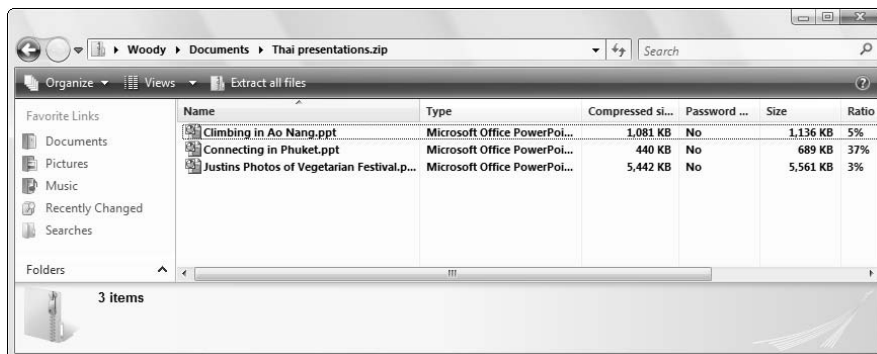 Woody Documents Thai presentations.zip Search
Organize Views Extract all files
Favorite Links
Documents
Pictures
Music
Recently Changed
Searches
Folders
Name Type Compressed si... Password ... Size Ratio
Climbing in Ao Nang.ppt Microsoft Office PowerPoi... 1,081 KB No 1,136 KB 5%
Connecting in Phuket.ppt Microsoft Office PowerPoi... 440 KB No 689 KB 37%
Justins Photos of Vegetarian Festival.p... Microsoft Office PowerPoi... 5,442 KB No 5,561 KB 3%
3 items